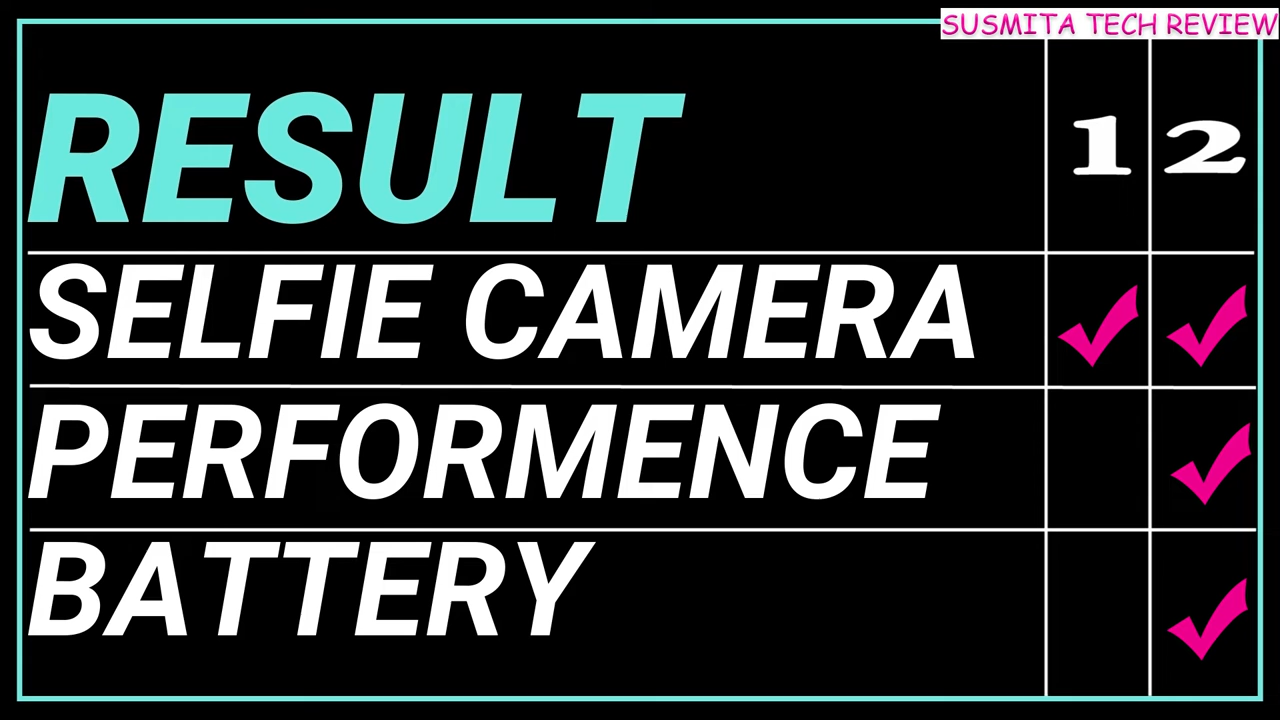 SUSMITA TECH REVIEW
RESULT 1 2
SELFIE CAMERA
PERFORMENCE
BATTERY